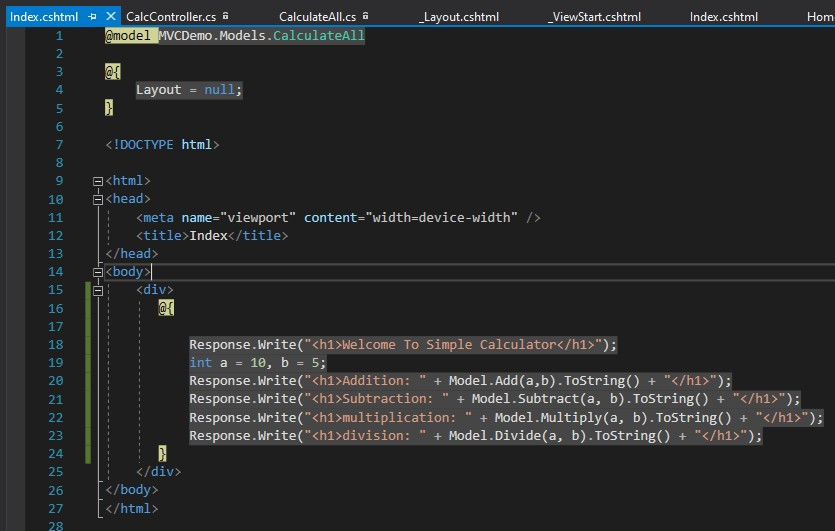 Index.cshtml CalcController.cs CalculateAll.cs _Layout.cshtml _ViewStart.cshtml Index.cshtml Hom
1 @model MVCDemo.Models.CalculateAll
2
3 @{
4 Layout = null;
5 }
6
7 <!DOCTYPE html>
8
9 <html>
10 <head>
11 <meta name="viewport" content="width=device-width" />
12 <title>Index</title>
13 </head>
14 <body>
15 <div>
16 @{
17
18 Response.Write("<h1>Welcome To Simple Calculator</h1>");
19 int a = 10, b = 5;
20 Response.Write("<h1>Addition: " + Model.Add(a,b).ToString() + "</h1>");
21 Response.Write("<h1>Subtraction: " + Model.Subtract(a, b).ToString() + "</h1>");
22 Response.Write("<h1>multiplication: " + Model.Multiply(a, b).ToString() + "</h1>");
23 Response.Write("<h1>division: " + Model.Divide(a, b).ToString() + "</h1>");
24 }
25 </div>
26 </body>
27 </html>
28